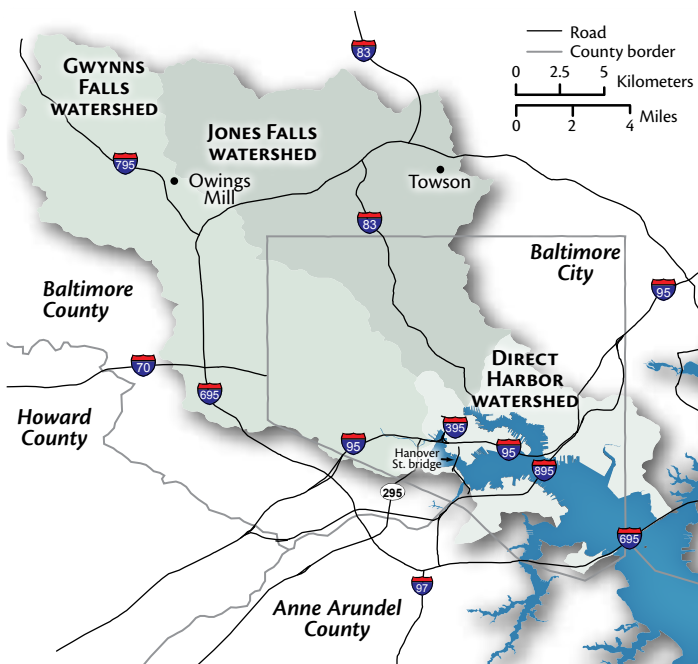 83
Road
County border
0 2.5 5 Kilometers
0 2 4 Miles
GWYNNS
FALLS
WATERSHED
JONES FALLS
WATERSHED
795
Owings
Mill
Towson
83
Baltimore
City
95
Baltimore
County
70
695
DIRECT
HARBOR
WATERSHED
Howard
County
395
95
Hanover
St. bridge
95
895
295
695
97
Anne Arundel
County